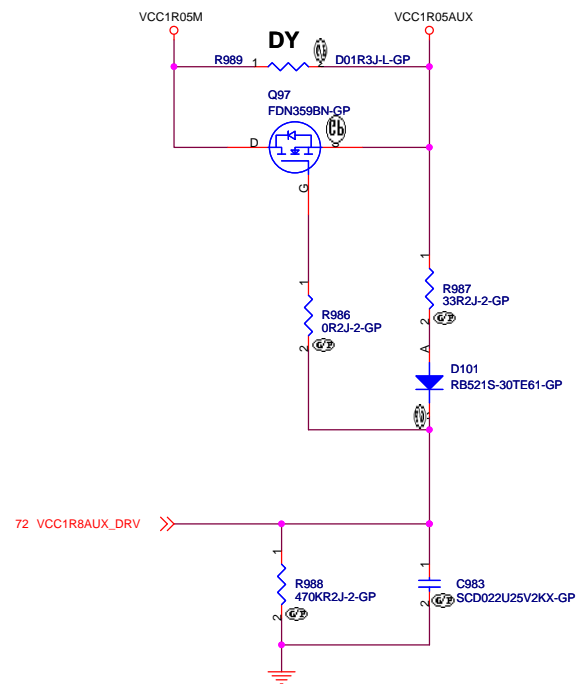 VCC1R05M
VCC1R05AUX
DY
R989 1 2 D01R3J-L-GP
Q97
FDN359BN-GP
D
G
1
R986
0R2J-2-GP
2 G/P
1
R987
33R2J-2-GP
2 G/P
A
D101
RB521S-30TE61-GP
72 VCC1R8AUX_DRV
1
R988
470KR2J-2-GP
2 G/P
1
C983
SCD022U25V2KX-GP
2 G/P